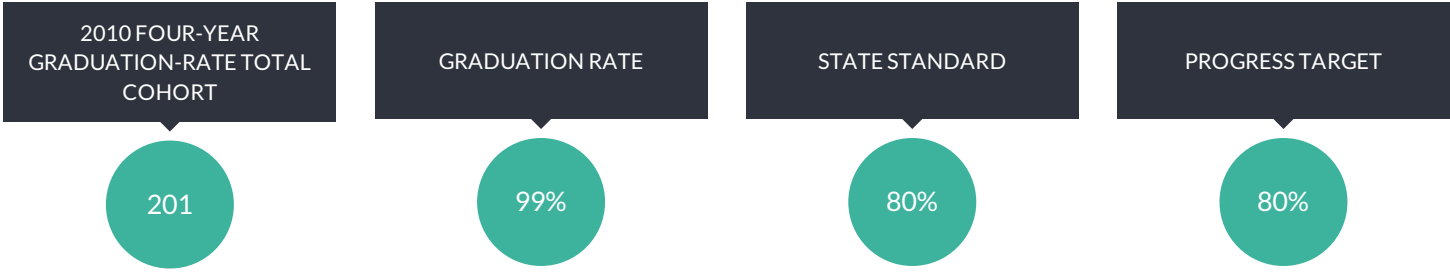 2010 FOUR-YEAR
GRADUATION-RATE TOTAL
COHORT
201
GRADUATION RATE
99%
STATE STANDARD
80%
PROGRESS TARGET
80%